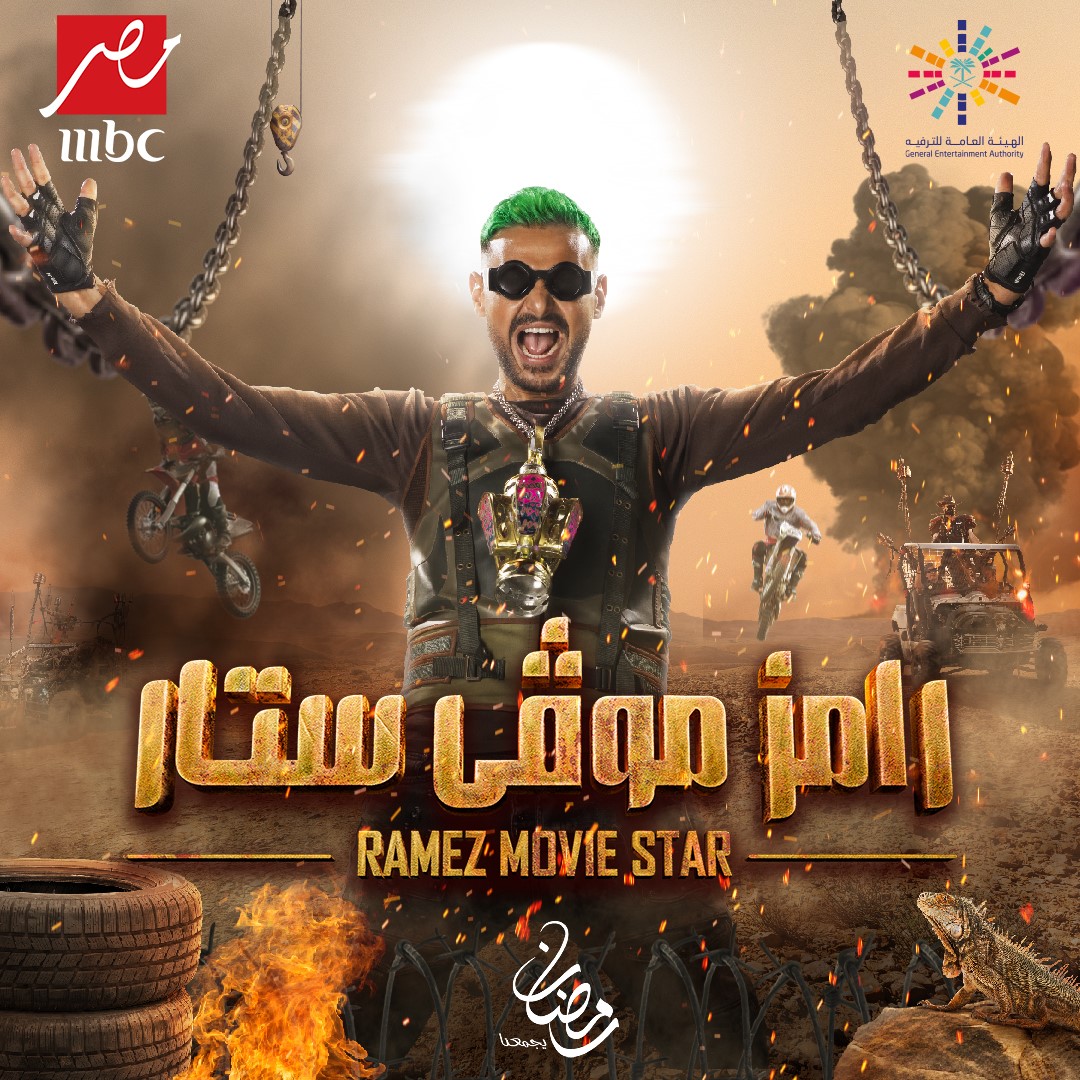 مصر
mbc
الهيئة العامة للترفيه
General Entertainment Authority
رامز موڤي ستار
RAMEZ MOVIE STAR
رمضان
يجمعنا